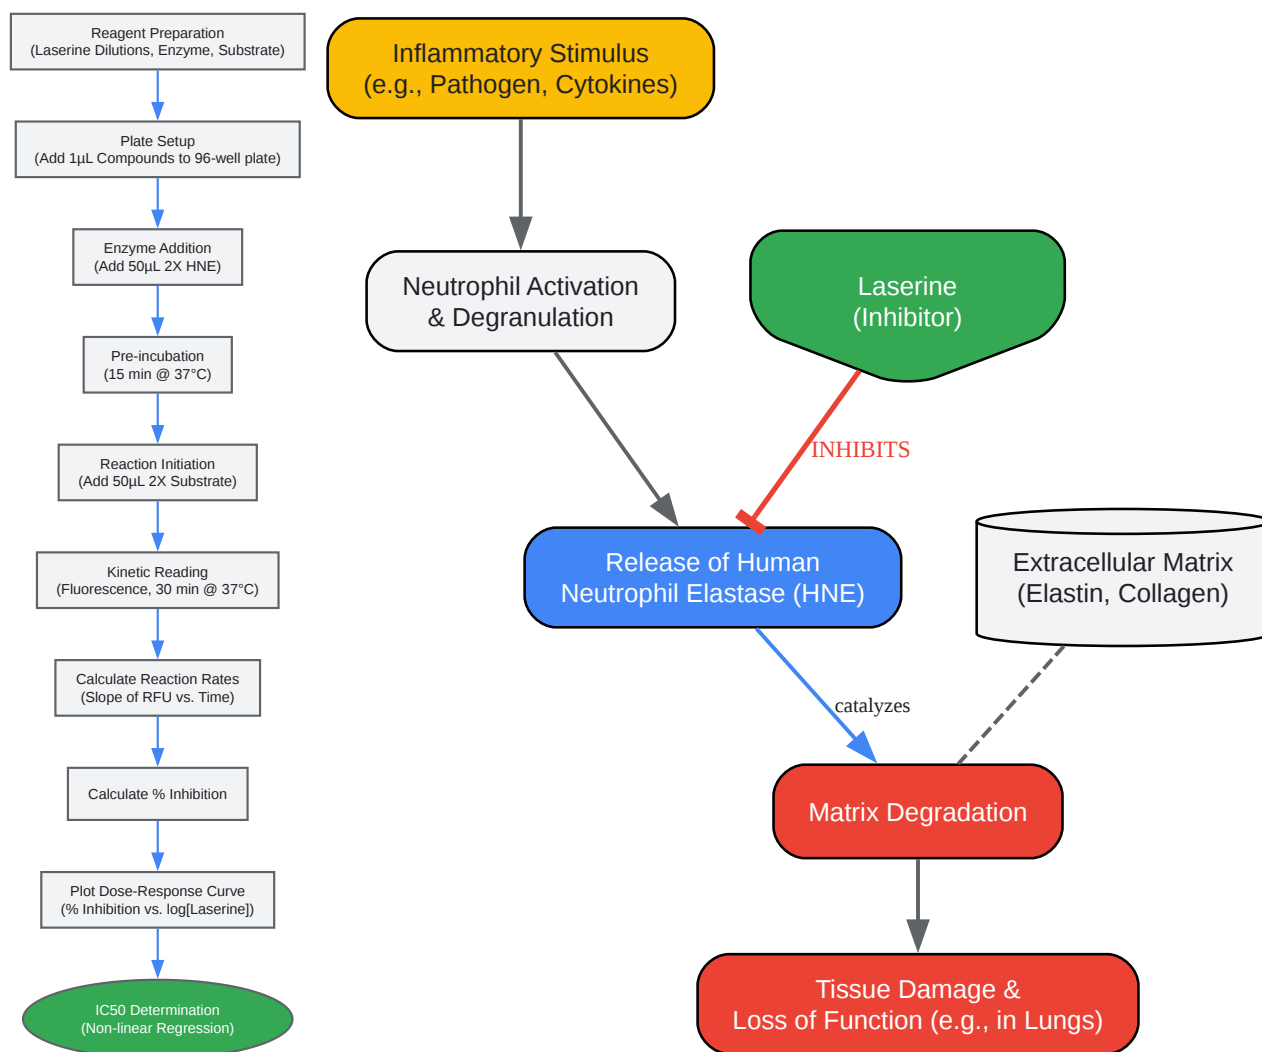 Reagent Preparation
(Laserine Dilutions, Enzyme, Substrate)
Plate Setup
(Add 1µL Compounds to 96-well plate)
Enzyme Addition
(Add 50µL 2X HNE)
Pre-incubation
(15 min @ 37°C)
Reaction Initiation
(Add 50µL 2X Substrate)
Kinetic Reading
(Fluorescence, 30 min @ 37°C)
Calculate Reaction Rates
(Slope of RFU vs. Time)
Calculate % Inhibition
Plot Dose-Response Curve
(% Inhibition vs. log[Laserine])
IC50 Determination
(Non-linear Regression)
Inflammatory Stimulus
(e.g., Pathogen, Cytokines)
Neutrophil Activation
& Degranulation
Laserine
(Inhibitor)
INHIBITS
Release of Human
Neutrophil Elastase (HNE)
Extracellular Matrix
(Elastin, Collagen)
catalyzes
Matrix Degradation
Tissue Damage &
Loss of Function (e.g., in Lungs)